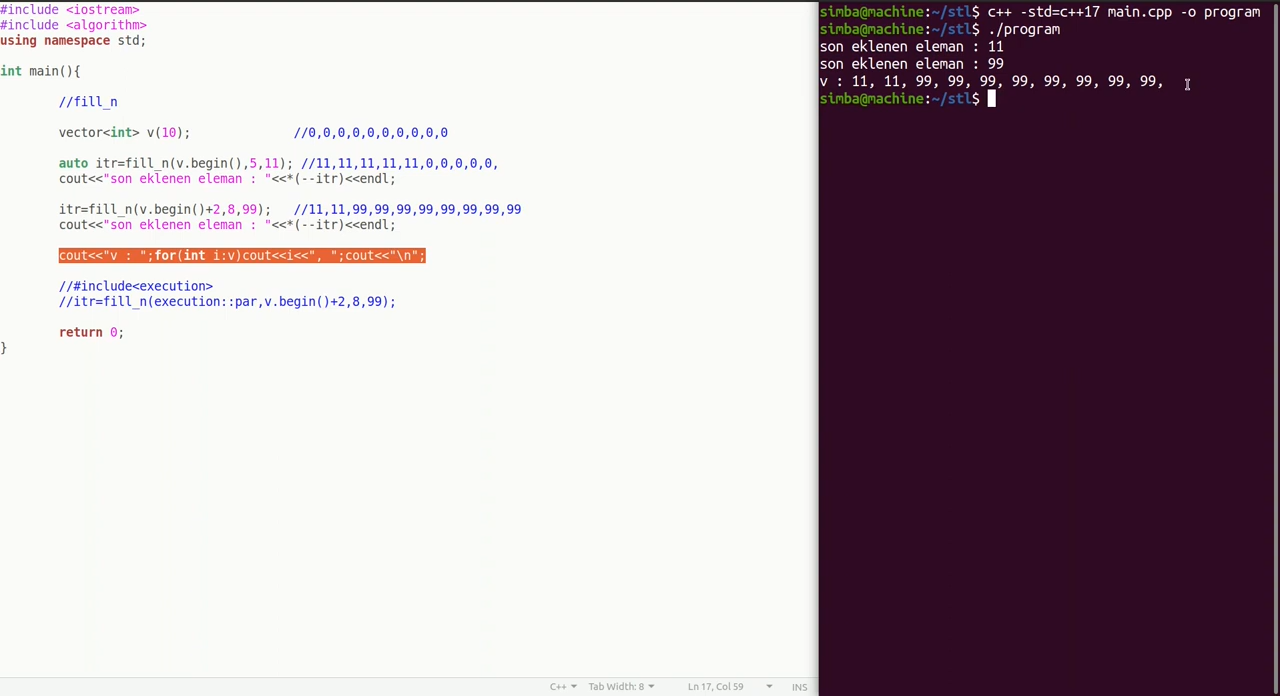 #include <iostream>
#include <algorithm>
using namespace std;
int main(){
//fill_n
vector<int> v(10); //0,0,0,0,0,0,0,0,0,0
auto itr=fill_n(v.begin(),5,11); //11,11,11,11,11,0,0,0,0,0,
cout<<"son eklenen eleman : "<<*(--itr)<<endl;
itr=fill_n(v.begin()+2,8,99); //11,11,99,99,99,99,99,99,99,99
cout<<"son eklenen eleman : "<<*(--itr)<<endl;
cout<<"v : ";for(int i:v)cout<<i<<", ";cout<<"\n";
//#include<execution>
//itr=fill_n(execution::par,v.begin()+2,8,99);
return 0;
}
C++ Tab Width: 8 Ln 17, Col 59 INS
simba@machine:~/stl$ c++ -std=c++17 main.cpp -o program
simba@machine:~/stl$ ./program
son eklenen eleman : 11
son eklenen eleman : 99
v : 11, 11, 99, 99, 99, 99, 99, 99, 99, 99,
simba@machine:~/stl$